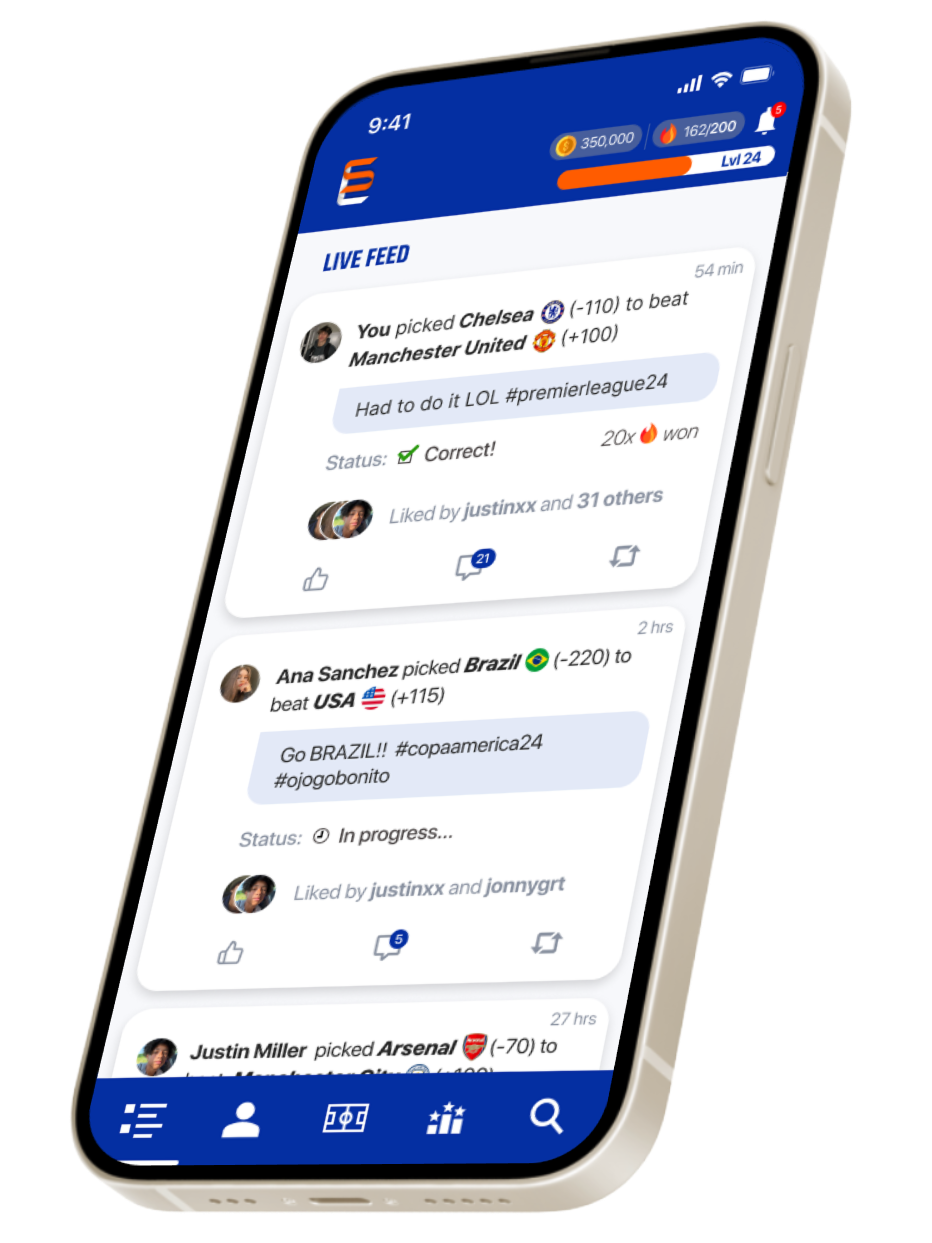 9:41
350,000
162/200
5
Lvl 24
LIVE FEED
54 min
You picked Chelsea (-110) to beat
Manchester United (+100)
Had to do it LOL #premierleague24
Status: Correct!
20x won
Liked by justinxx and 31 others
21
2 hrs
Ana Sanchez picked Brazil (-220) to
beat USA (+115)
Go BRAZIL!! #copaamerica24
#ojogobonito
Status: In progress...
Liked by justinxx and jonnygrt
5
27 hrs
Justin Miller picked Arsenal (-70) to
beat Manchester City